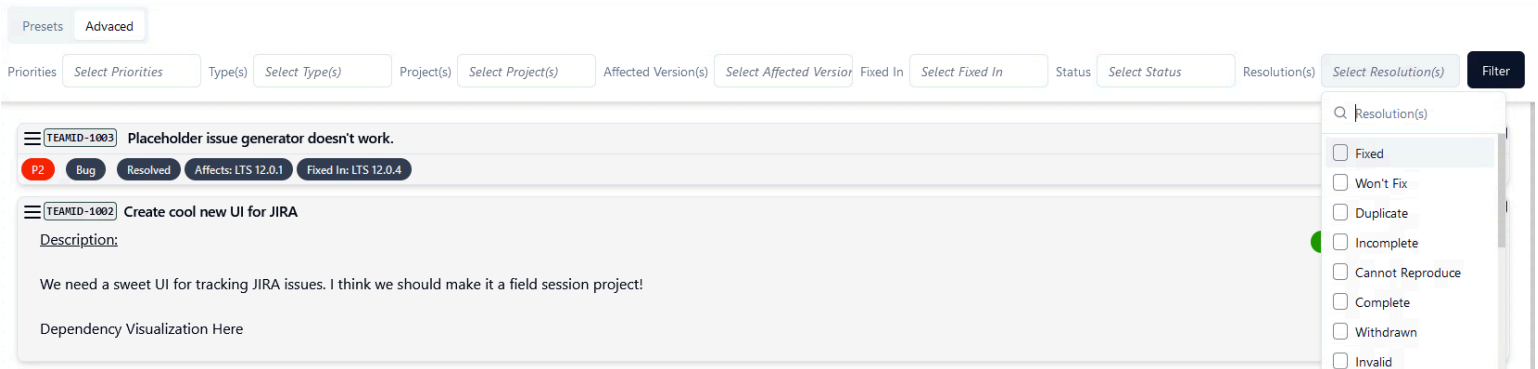 Presets Advaced
Priorities Select Priorities Type(s) Select Type(s) Project(s) Select Project(s) Affected Version(s) Select Affected Version Fixed In Select Fixed In Status Select Status Resolution(s) Select Resolution(s) Filter
Resolution(s)
TEAMID-1003 Placeholder issue generator doesn't work.
Fixed
P2 Bug Resolved Affects: LTS 12.0.1 Fixed In: LTS 12.0.4
Won't Fix
TEAMID-1002 Create cool new UI for JIRA
Duplicate
Description:
Incomplete
Cannot Reproduce
We need a sweet UI for tracking JIRA issues. I think we should make it a field session project!
Complete
Dependency Visualization Here
Withdrawn
Invalid